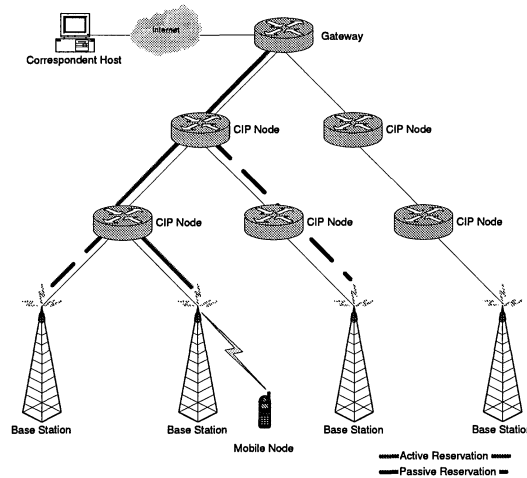 Internet
Gateway
Correspondent Host
CIP Node
CIP Node
CIP Node
CIP Node
CIP Node
Base Station
Base Station
Base Station
Base Station
Mobile Node
Active Reservation
Passive Reservation